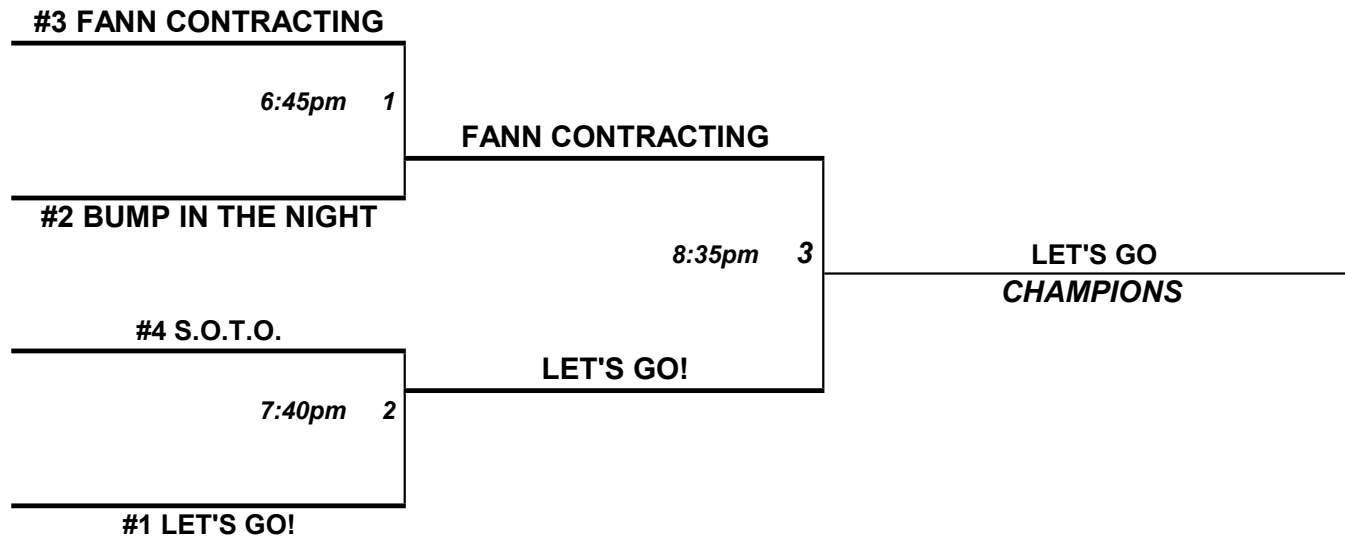 #3 FANN CONTRACTING
6:45pm 1
FANN CONTRACTING
#2 BUMP IN THE NIGHT
8:35pm 3
LET'S GO
CHAMPIONS
#4 S.O.T.O.
LET'S GO!
7:40pm 2
#1 LET'S GO!